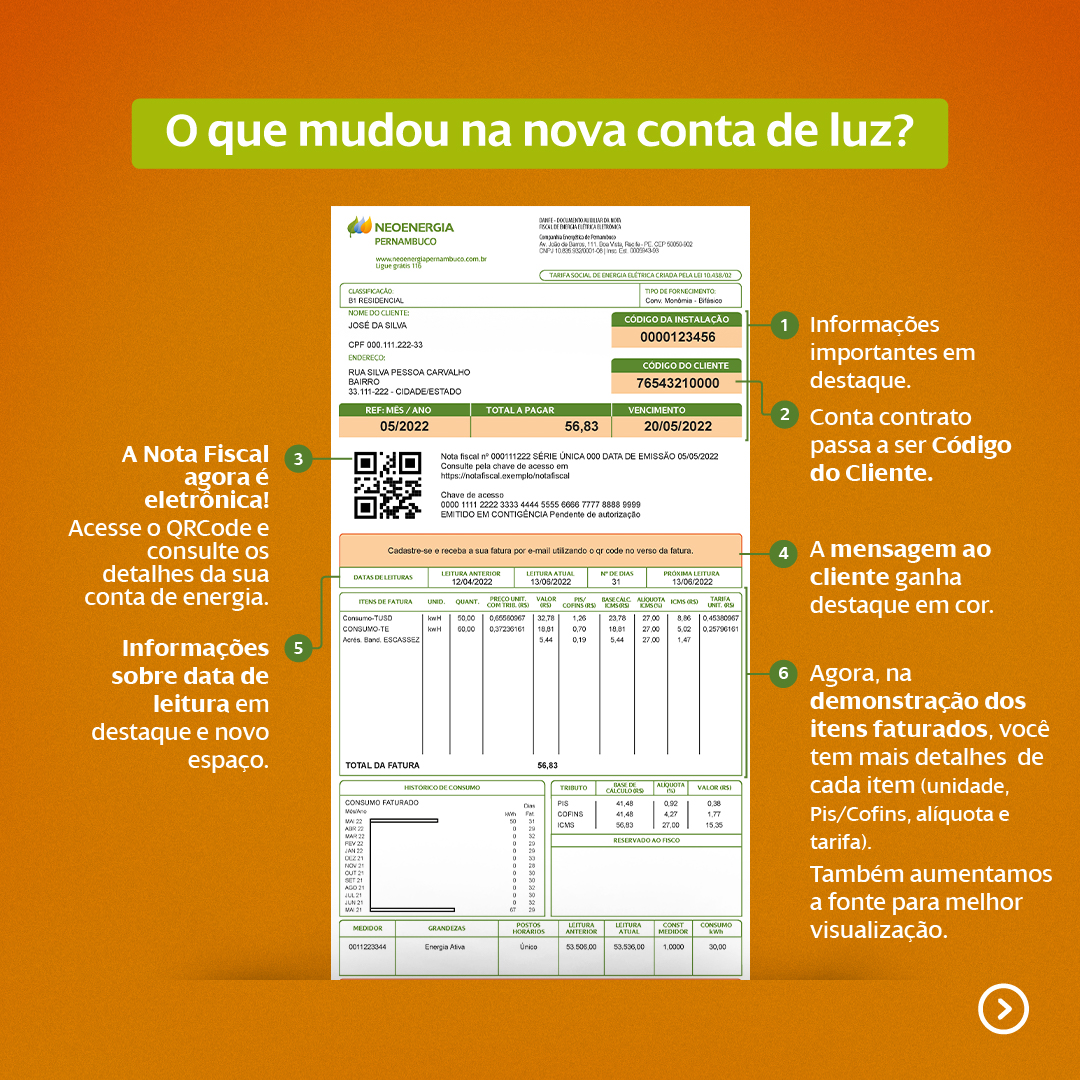 O que mudou na nova conta de luz?
NEOENERGIA
PERNAMBUCO
www.neoenergiapernambuco.com.br
Ligue grátis 116
DANFE - DOCUMENTO AUXILIAR DA NOTA
FISCAL DE ENERGIA ELÉTRICA ELETRÔNICA
Companhia Energética de Pernambuco
Av. João de Barros, 111, Boa Vista, Recife - PE, CEP 50050-902
CNPJ 10.835.932/0001-08 | Insc. Est. 0005943-93
TARIFA SOCIAL DE ENERGIA ELÉTRICA CRIADA PELA LEI 10.438/02
CLASSIFICAÇÃO:
B1 RESIDENCIAL
TIPO DE FORNECIMENTO:
Conv. Monômia - Bifásico
NOME DO CLIENTE:
JOSÉ DA SILVA
CPF 000.111.222-33
ENDEREÇO:
RUA SILVA PESSOA CARVALHO
BAIRRO
33.111-222 - CIDADE/ESTADO
CÓDIGO DA INSTALAÇÃO
0000123456
CÓDIGO DO CLIENTE
76543210000
REF: MÊS / ANO TOTAL A PAGAR VENCIMENTO
05/2022 56,83 20/05/2022
Nota fiscal nº 000111222 SÉRIE ÚNICA 000 DATA DE EMISSÃO 05/05/2022
Consulte pela chave de acesso em
https://notafiscal.exemplo/notafiscal
Chave de acesso
0000 1111 2222 3333 4444 5555 6666 7777 8888 9999
EMITIDO EM CONTIGÊNCIA Pendente de autorização
Cadastre-se e receba a sua fatura por e-mail utilizando o qr code no verso da fatura.
DATAS DE LEITURAS
LEITURA ANTERIOR LEITURA ATUAL Nº DE DIAS PRÓXIMA LEITURA
12/04/2022 13/06/2022 31 13/06/2022
ITENS DE FATURA UNID. QUANT. PREÇO UNIT. COM TRIB. (R$) VALOR (R$) PIS/ COFINS (R$) BASE CALC. ICMS (R$) ALÍQUOTA ICMS (%) ICMS (R$) TARIFA UNIT. (R$)
Consumo-TUSD kwH 50,00 0,65560967 32,78 1,26 23,78 27,00 8,86 0,45380967
CONSUMO-TE kwH 60,00 0,37236161 18,81 0,70 18,81 27,00 5,02 0,25796161
Acrés. Band. ESCASSEZ 5,44 0,19 5,44 27,00 1,47
TOTAL DA FATURA 56,83
HISTÓRICO DE CONSUMO
CONSUMO FATURADO
Mês/Ano kWh Dias Fat.
MAI 22 50 31
ABR 22 0 29
MAR 22 0 32
FEV 22 0 29
JAN 22 0 29
DEZ 21 0 33
NOV 21 0 28
OUT 21 0 30
SET 21 0 30
AGO 21 0 32
JUL 21 0 30
JUN 21 0 32
MAI 21 67 29
TRIBUTO BASE DE CÁLCULO (R$) ALÍQUOTA (%) VALOR (R$)
PIS 41,48 0,92 0,38
COFINS 41,48 4,27 1,77
ICMS 56,83 27,00 15,35
RESERVADO AO FISCO
MEDIDOR GRANDEZAS POSTOS HORÁRIOS LEITURA ANTERIOR LEITURA ATUAL CONST MEDIDOR CONSUMO kWh
0011223344 Energia Ativa Único 53.506,00 53.536,00 1,0000 30,00
1
Informações
importantes em
destaque.
2
Conta contrato
passa a ser Código
do Cliente.
3
A Nota Fiscal
agora é
eletrônica!
Acesse o QRCode e
consulte os
detalhes da sua
conta de energia.
4
A mensagem ao
cliente ganha
destaque em cor.
5
Informações
sobre data de
leitura em
destaque e novo
espaço.
6
Agora, na
demonstração dos
itens faturados, você
tem mais detalhes de
cada item (unidade,
Pis/Cofins, alíquota e
tarifa).
Também aumentamos
a fonte para melhor
visualização.